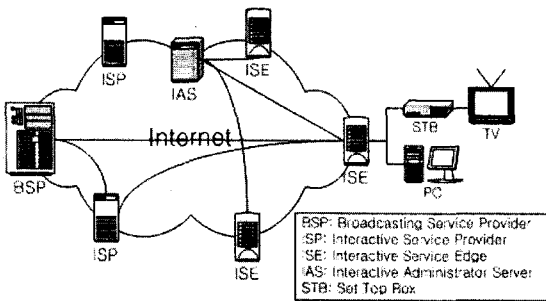 ISP
IAS
ISE
STB
TV
Internet
BSP
ISE
PC
ISP
ISE
BSP: Broadcasting Service Provider
ISP: Interactive Service Provider
ISE: Interactive Service Edge
IAS: Interactive Administrator Server
STB: Set Top Box